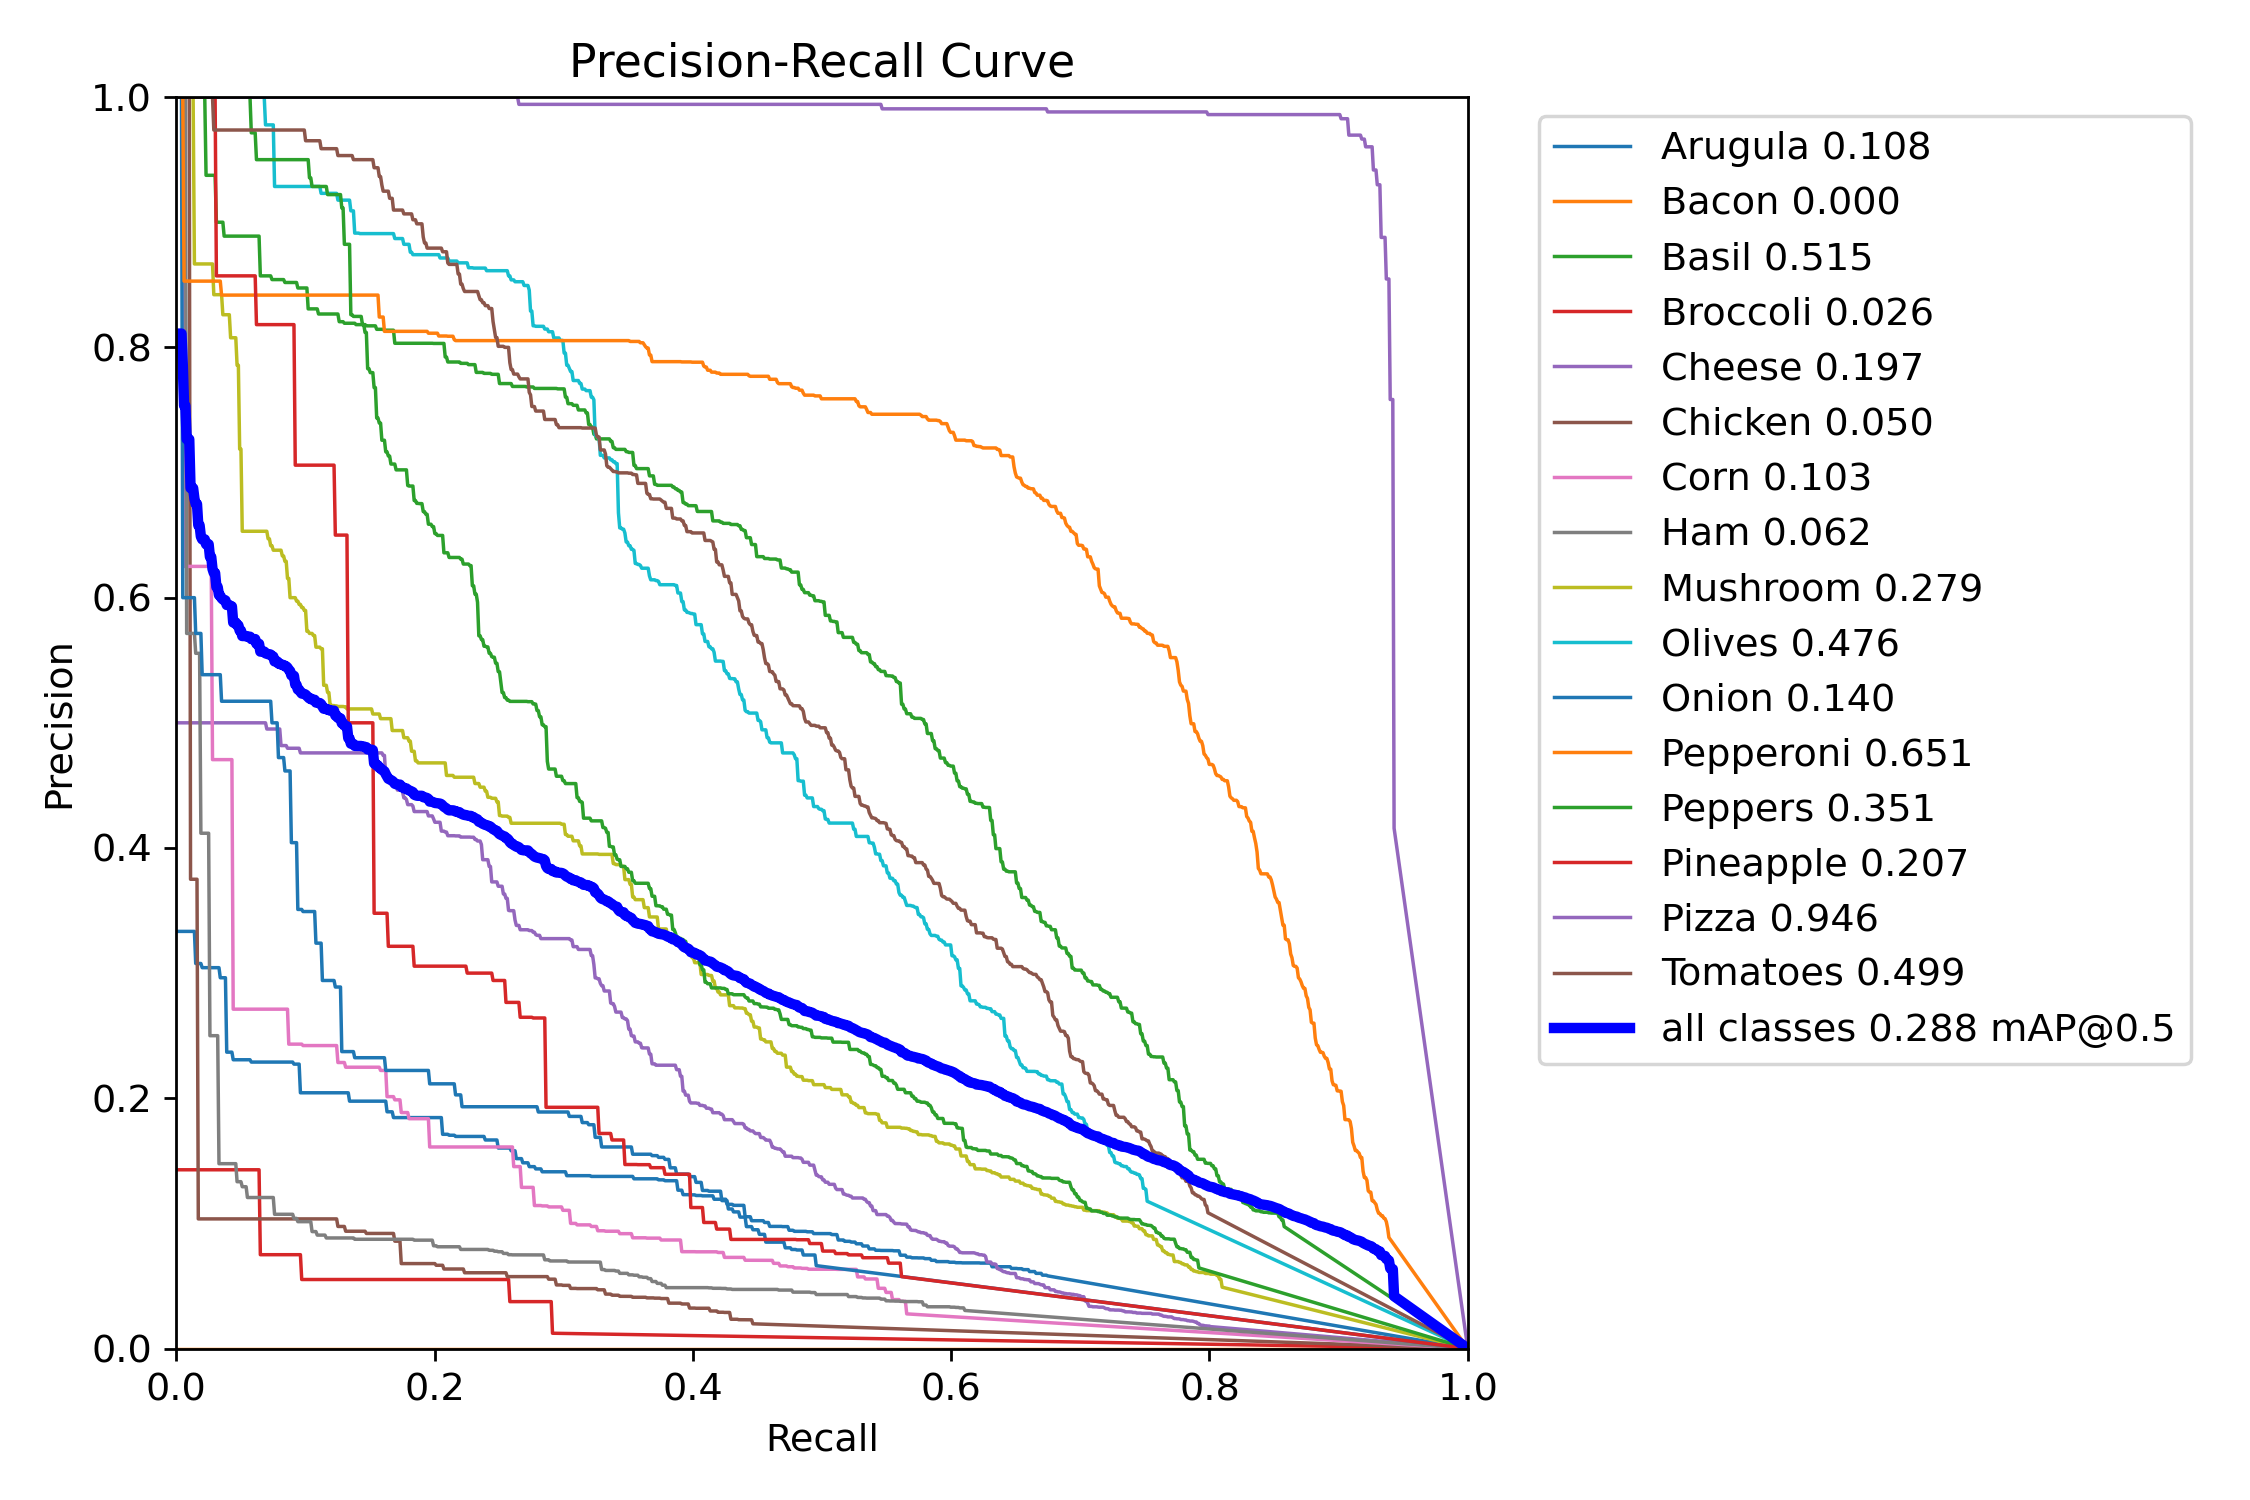 Precision-Recall Curve
1.0
0.8
0.6
0.4
0.2
0.0
Precision
0.0 0.2 0.4 0.6 0.8 1.0
Recall
Arugula 0.108
Bacon 0.000
Basil 0.515
Broccoli 0.026
Cheese 0.197
Chicken 0.050
Corn 0.103
Ham 0.062
Mushroom 0.279
Olives 0.476
Onion 0.140
Pepperoni 0.651
Peppers 0.351
Pineapple 0.207
Pizza 0.946
Tomatoes 0.499
all classes 0.288 mAP@0.5